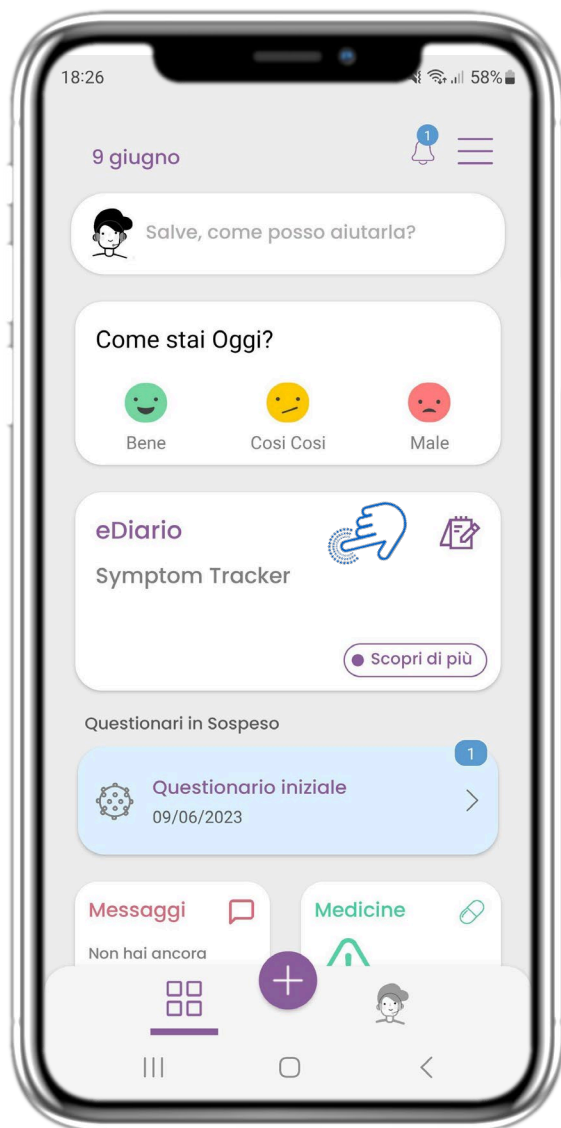 18:26
58%
9 giugno
1
Salve, come posso aiutarla?
Come stai Oggi?
Bene
Cosi Cosi
Male
eDiario
Symptom Tracker
Scopri di più
Questionari in Sospeso
1
Questionario iniziale
09/06/2023
Messaggi
Medicine
Non hai ancora